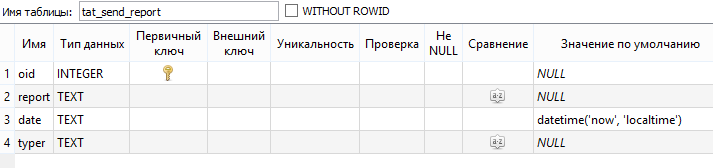 Имя таблицы: tat_send_report WITHOUT ROWID
Имя Тип данных Первичный ключ Внешний ключ Уникальность Проверка Не NULL Сравнение Значение по умолчанию
1 oid INTEGER NULL
2 report TEXT a-z NULL
3 date TEXT datetime('now', 'localtime')
4 typer TEXT a-z NULL